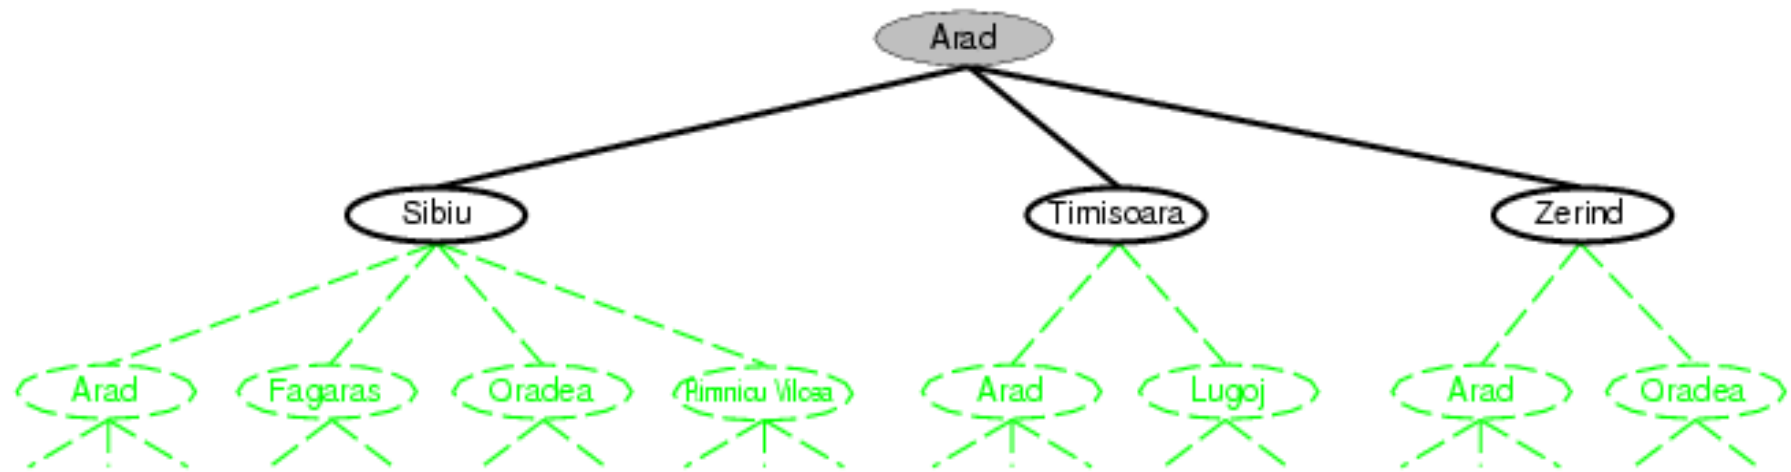 Arad
Sibiu
Timisoara
Zerind
Arad
Fagaras
Oradea
Rimnicu Vilcea
Arad
Lugoj
Arad
Oradea